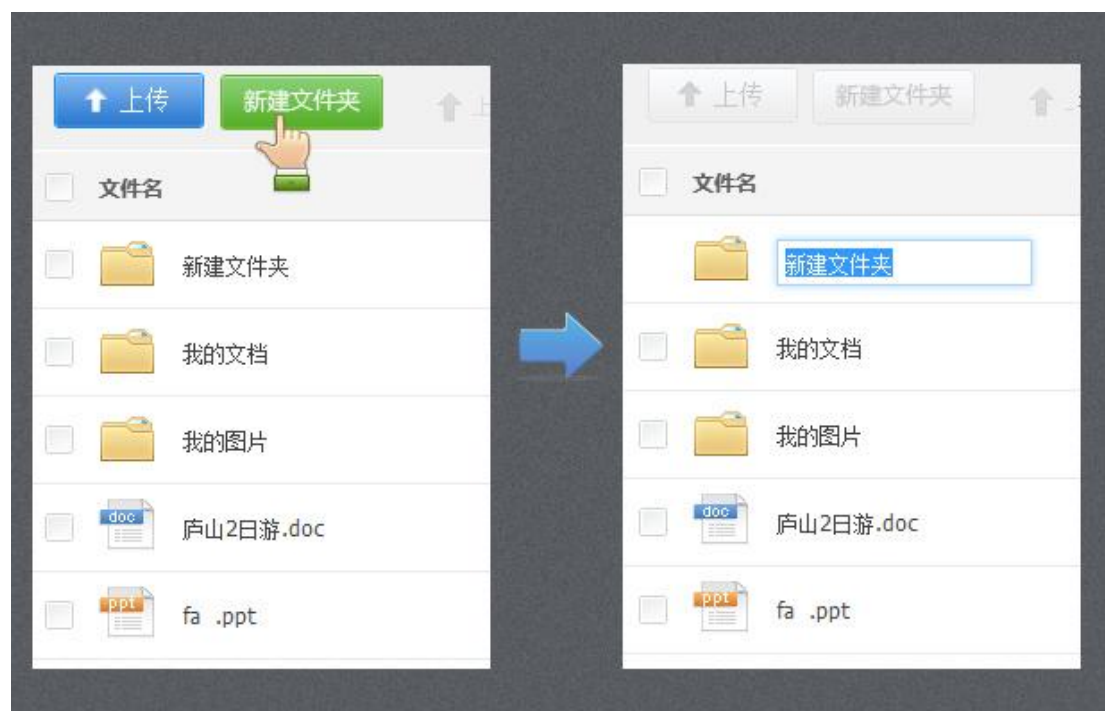 上传
新建文件夹
文件名
新建文件夹
我的文档
我的图片
doc
庐山2日游.doc
ppt
fa .ppt
上传
新建文件夹
文件名
新建文件夹
我的文档
我的图片
doc
庐山2日游.doc
ppt
fa .ppt